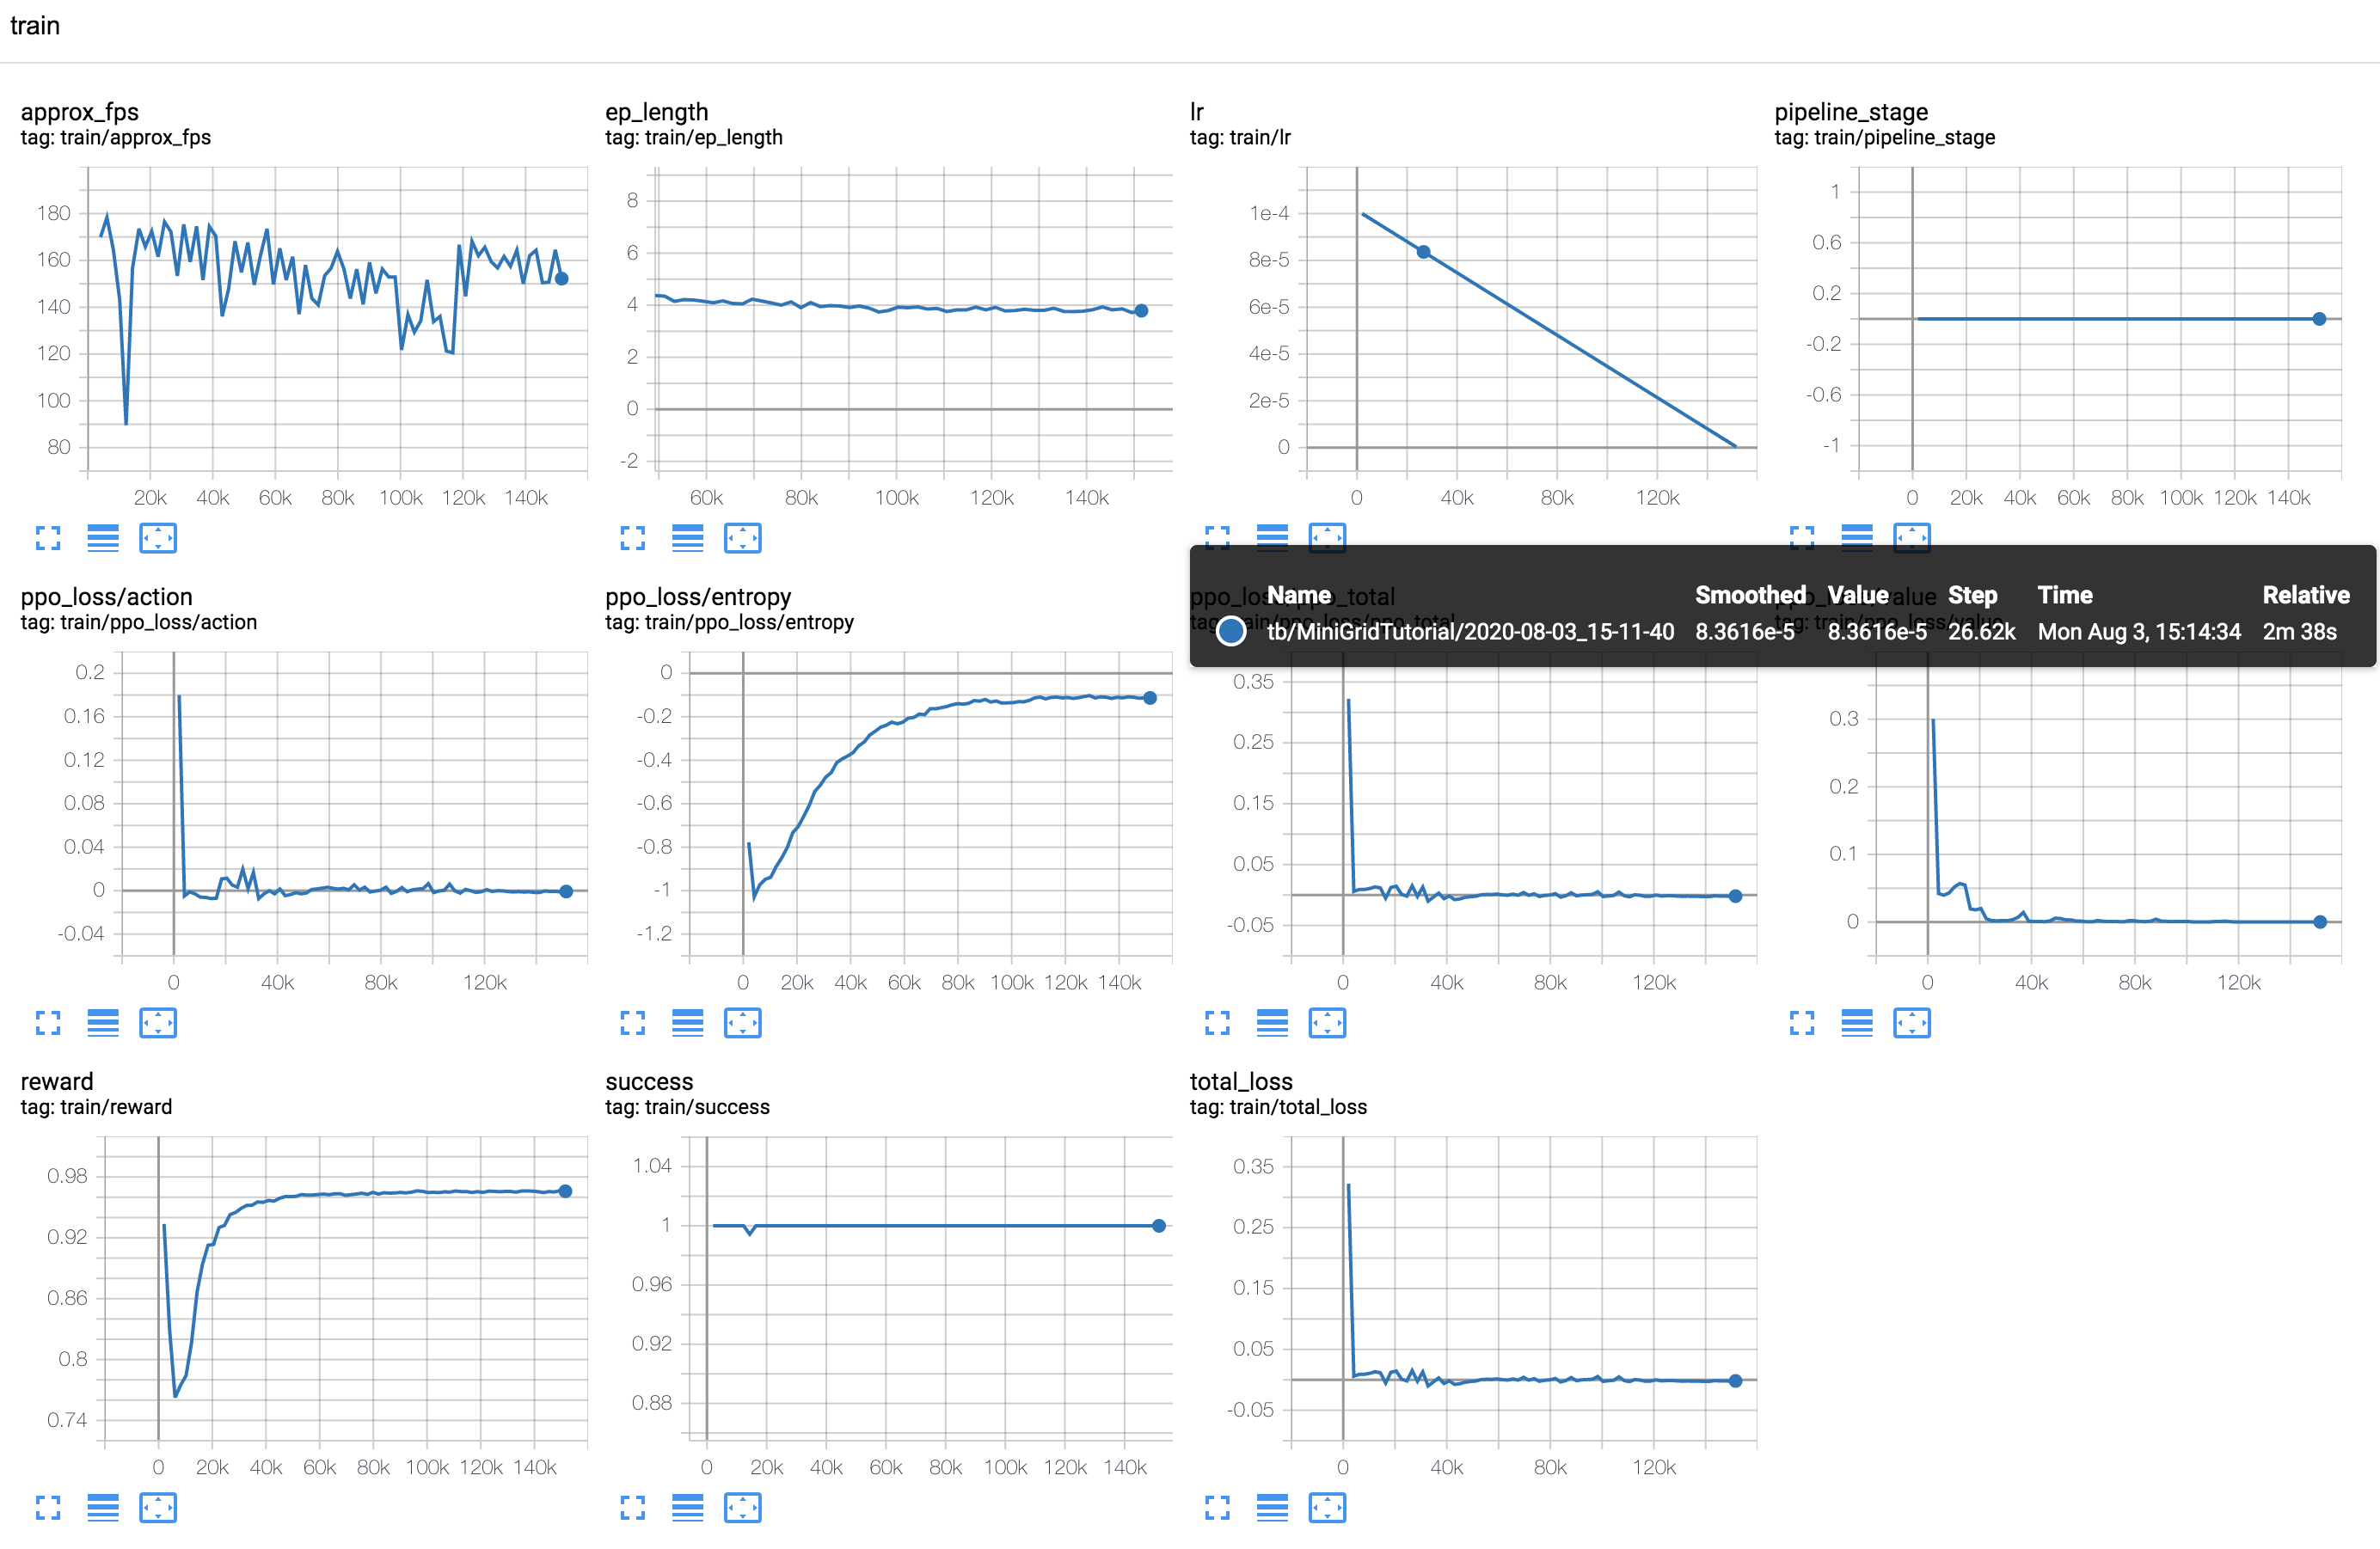 train
approx_fps
tag: train/approx_fps
180
160
140
120
100
80
20k 40k 60k 80k 100k 120k 140k
ep_length
tag: train/ep_length
8
6
4
2
0
-2
60k 80k 100k 120k 140k
lr
tag: train/lr
1e-4
8e-5
6e-5
4e-5
2e-5
0
0 40k 80k 120k
pipeline_stage
tag: train/pipeline_stage
1
0.6
0.2
-0.2
-0.6
-1
0 20k 40k 60k 80k 100k 120k 140k
Name Smoothed Value Step Time Relative
tb/MiniGridTutorial/2020-08-03_15-11-40 8.3616e-5 8.3616e-5 26.62k Mon Aug 3, 15:14:34 2m 38s
ppo_loss/action
tag: train/ppo_loss/action
0.2
0.16
0.12
0.08
0.04
0
-0.04
0 40k 80k 120k
ppo_loss/entropy
tag: train/ppo_loss/entropy
0
-0.2
-0.4
-0.6
-0.8
-1
-1.2
0 20k 40k 60k 80k 100k 120k 140k
ppo_loss/ppo_total
tag: train/ppo_loss/ppo_total
0.35
0.25
0.15
0.05
-0.05
0 40k 80k 120k
ppo_loss/value
tag: train/ppo_loss/value
0.3
0.2
0.1
0
0 40k 80k 120k
reward
tag: train/reward
0.98
0.92
0.86
0.8
0.74
0 20k 40k 60k 80k 100k 120k 140k
success
tag: train/success
1.04
1
0.96
0.92
0.88
0 20k 40k 60k 80k 100k 120k 140k
total_loss
tag: train/total_loss
0.35
0.25
0.15
0.05
-0.05
0 40k 80k 120k